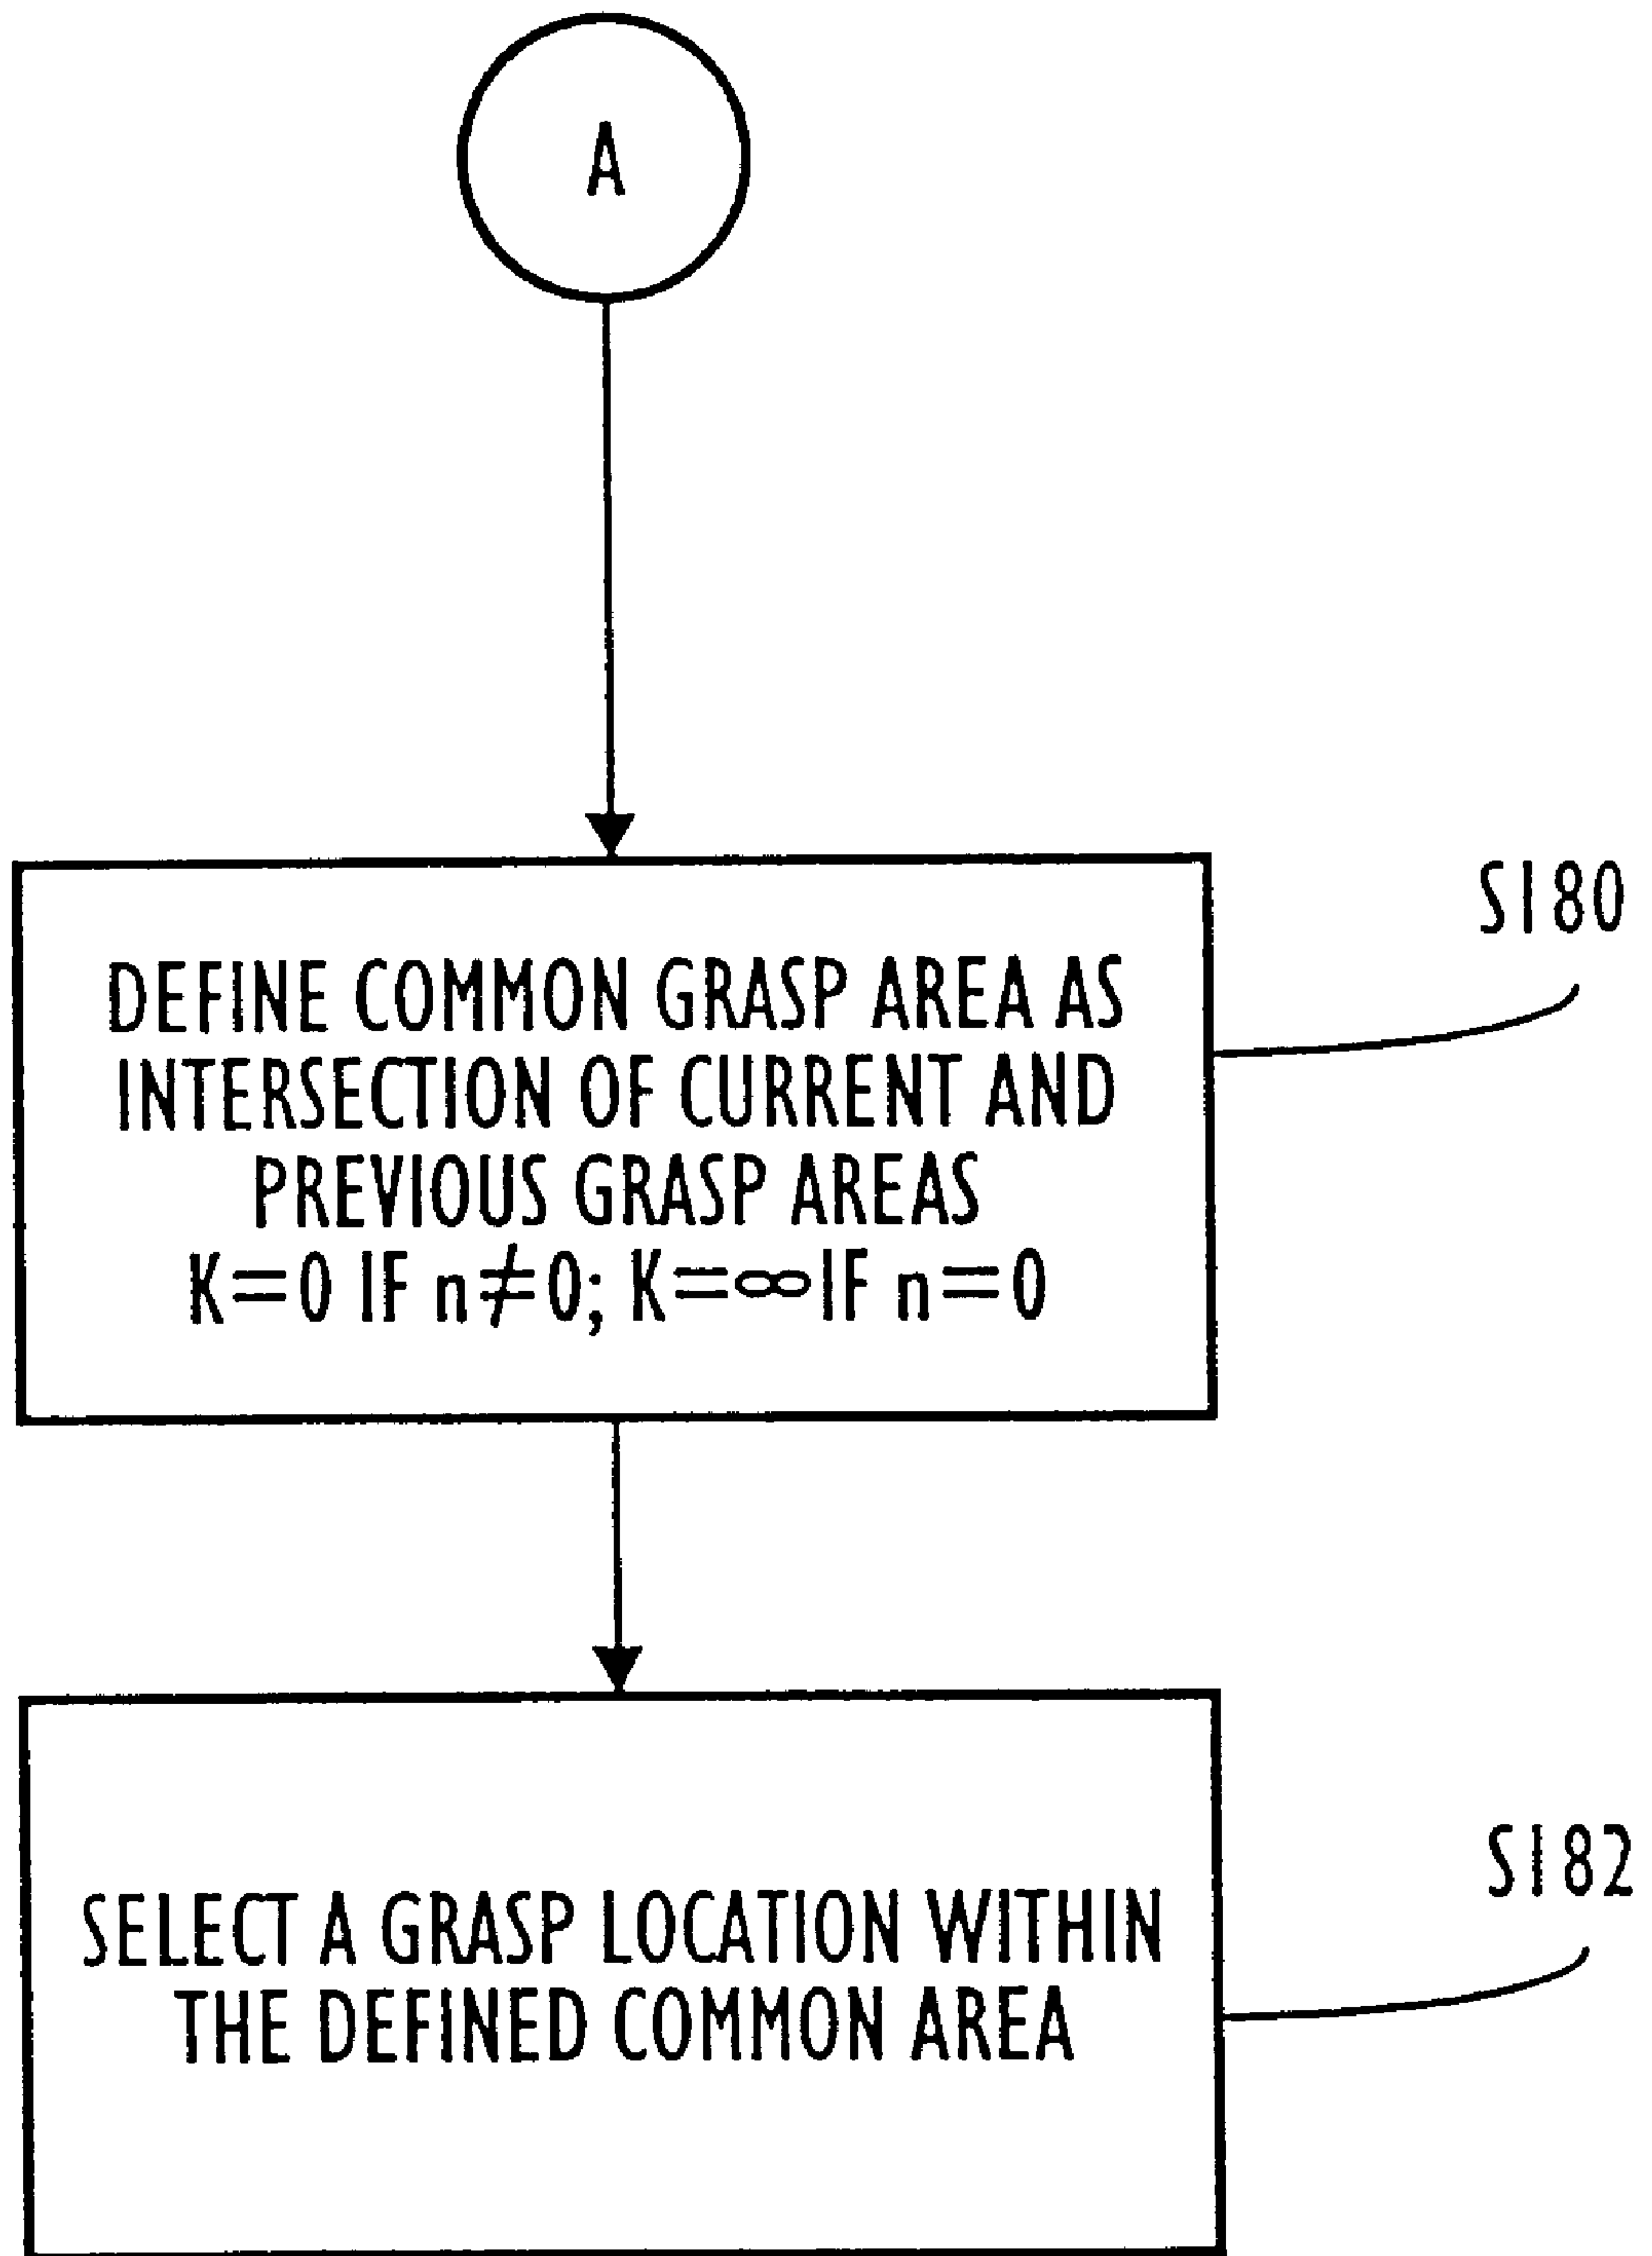 A
S180
DEFINE COMMON GRASP AREA AS
INTERSECTION OF CURRENT AND
PREVIOUS GRASP AREAS
K=0 IF n≠0; K=∞ IF n=0
S182
SELECT A GRASP LOCATION WITHIN
THE DEFINED COMMON AREA